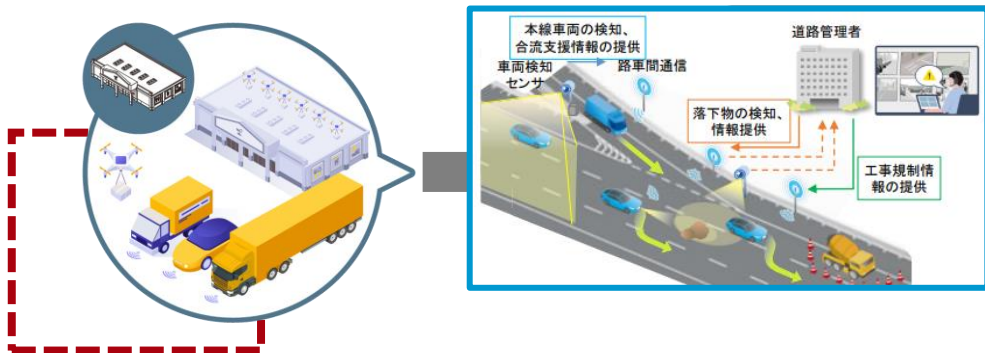 本線車両の検知、
合流支援情報の提供
車両検知
センサ
路車間通信
道路管理者
落下物の検知、
情報提供
工事規制情
報の提供